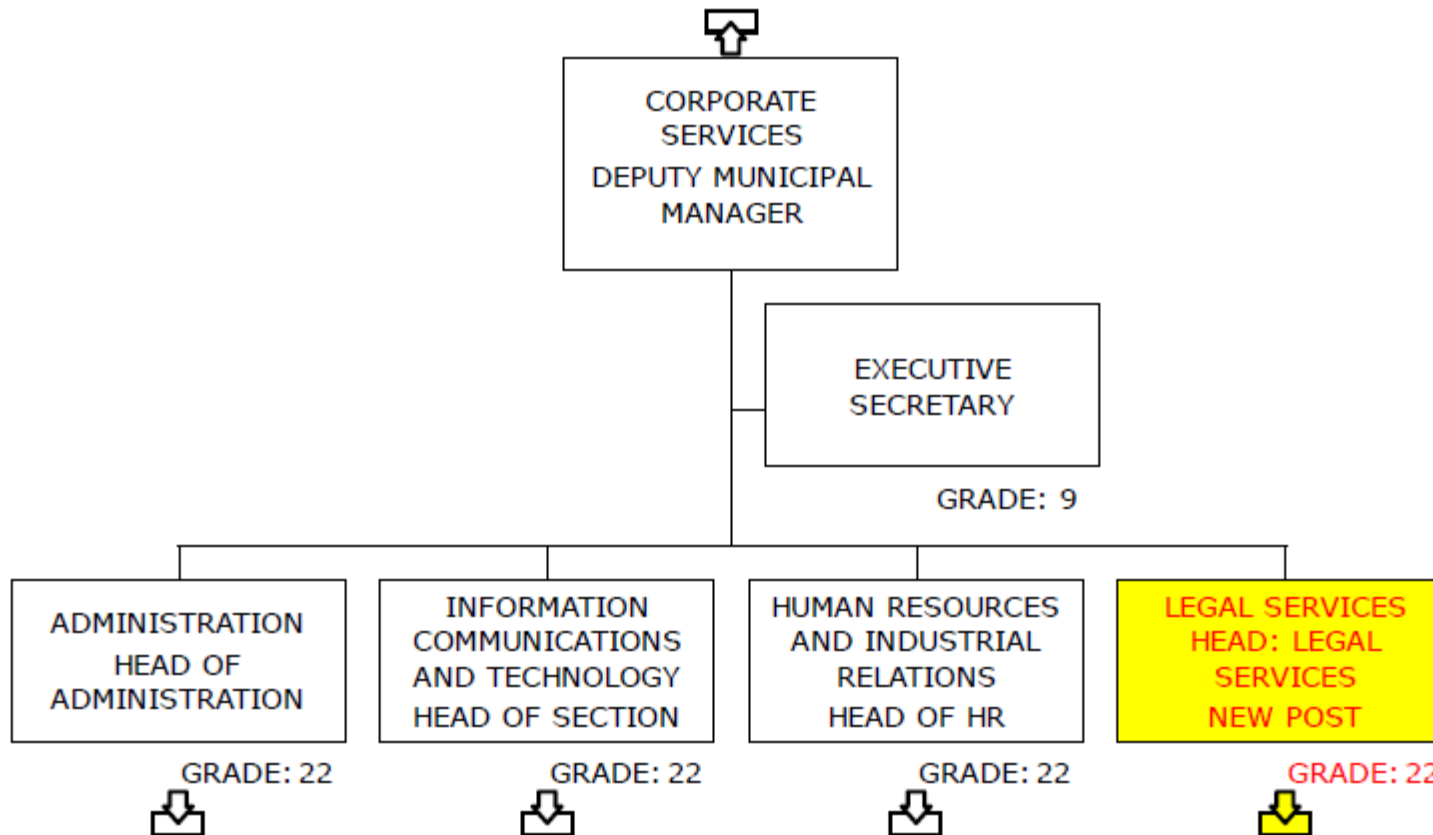 CORPORATE
SERVICES
DEPUTY MUNICIPAL
MANAGER
EXECUTIVE
SECRETARY
GRADE: 9
ADMINISTRATION
HEAD OF
ADMINISTRATION
GRADE: 22
INFORMATION
COMMUNICATIONS
AND TECHNOLOGY
HEAD OF SECTION
GRADE: 22
HUMAN RESOURCES
AND INDUSTRIAL
RELATIONS
HEAD OF HR
GRADE: 22
LEGAL SERVICES
HEAD: LEGAL
SERVICES
NEW POST
GRADE: 22